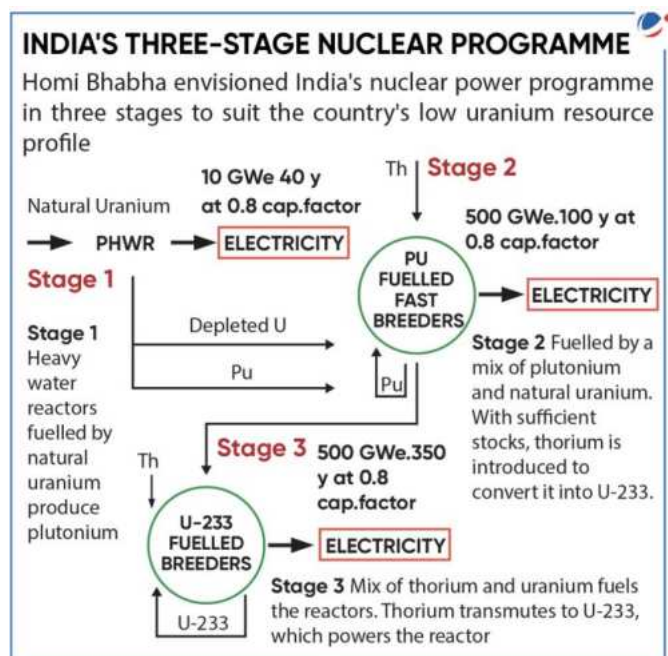 INDIA'S THREE-STAGE NUCLEAR PROGRAMME
Homi Bhabha envisioned India's nuclear power programme
in three stages to suit the country's low uranium resource
profile
10 GWe 40 y
at 0.8 cap.factor
Natural Uranium
PHWR
ELECTRICITY
Stage 1
Th
Stage 2
500 GWe.100 y at
0.8 cap.factor
PU
FUELLED
FAST
BREEDERS
ELECTRICITY
Depleted U
Pu
Pu
Stage 1
Heavy
water
reactors
fuelled by
natural
uranium
produce
plutonium
Stage 2 Fuelled by a
mix of plutonium
and natural uranium.
With sufficient
stocks, thorium is
introduced to
convert it into U-233.
Stage 3
500 GWe.350
y at 0.8
cap.factor
Th
U-233
FUELLED
BREEDERS
ELECTRICITY
U-233
Stage 3 Mix of thorium and uranium fuels
the reactors. Thorium transmutes to U-233,
which powers the reactor